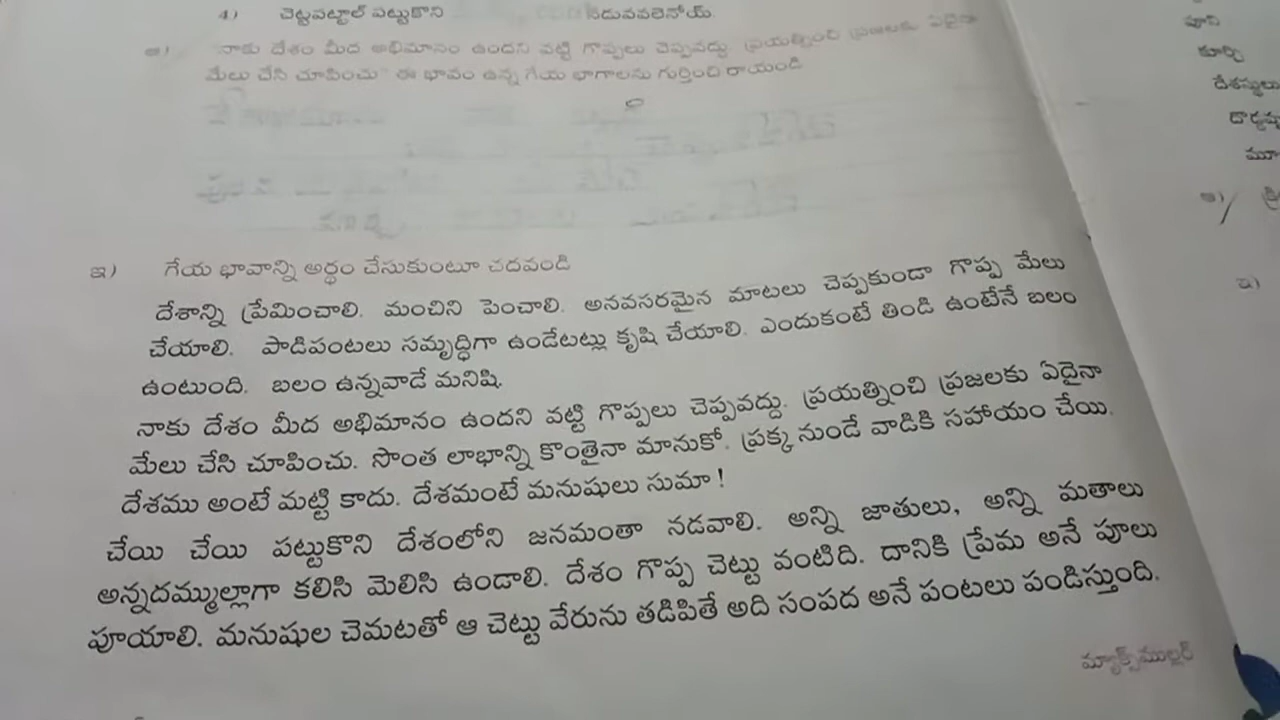 4) చెట్టపట్టాల్ పట్టుకొని నడువవలెనోయ్.
ఆ) నాకు దేశం మీద అభిమానం ఉందని వట్టి గొప్పలు చెప్పవద్దు. ప్రయత్నించి ప్రజలకు ఏదైనా
మేలు చేసి చూపించు" ఈ భావం ఉన్న గేయ భాగాలను గుర్తించి రాయండి
ఇ) గేయ భావాన్ని అర్థం చేసుకుంటూ చదవండి
దేశాన్ని ప్రేమించాలి. మంచిని పెంచాలి. అనవసరమైన మాటలు చెప్పకుండా గొప్ప మేలు
చేయాలి. పాడిపంటలు సమృద్ధిగా ఉండేటట్లు కృషి చేయాలి. ఎందుకంటే తిండి ఉంటేనే బలం
ఉంటుంది. బలం ఉన్నవాడే మనిషి.
నాకు దేశం మీద అభిమానం ఉందని వట్టి గొప్పలు చెప్పవద్దు. ప్రయత్నించి ప్రజలకు ఏదైనా
మేలు చేసి చూపించు. సొంత లాభాన్ని కొంతైనా మానుకో. ప్రక్క నుండే వాడికి సహాయం చేయి.
దేశము అంటే మట్టి కాదు. దేశమంటే మనుషులు సుమా !
చేయి చేయి పట్టుకొని దేశంలోని జనమంతా నడవాలి. అన్ని జాతులు, అన్ని మతాలు
అన్నదమ్ముల్లాగా కలిసి మెలిసి ఉండాలి. దేశం గొప్ప చెట్టు వంటిది. దానికి ప్రేమ అనే పూలు
పూయాలి. మనుషుల చెమటతో ఆ చెట్టు వేరును తడిపితే అది సంపద అనే పంటలు పండిస్తుంది.
మ్యాక్స్‌ముల్లర్
పూని
కూర్చి
దేశస్థులు